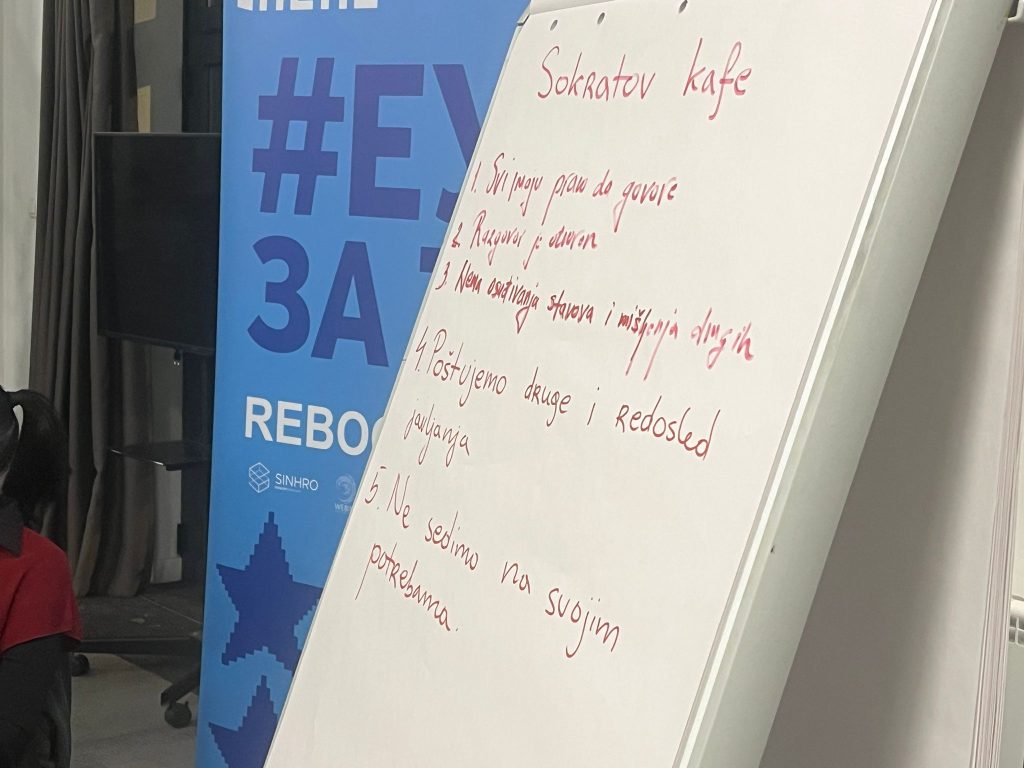 #ЕУ
ЗА
REBO
SINHRO
Sokratov kafe
1. Svi imaju pravo da govore
2. Razgovor je otvoren
3. Nema osuđivanja stavova i mišljenja drugih
4. Poštujemo druge i redosled
javljanja
5. Ne sedimo na svojim
potrebama.